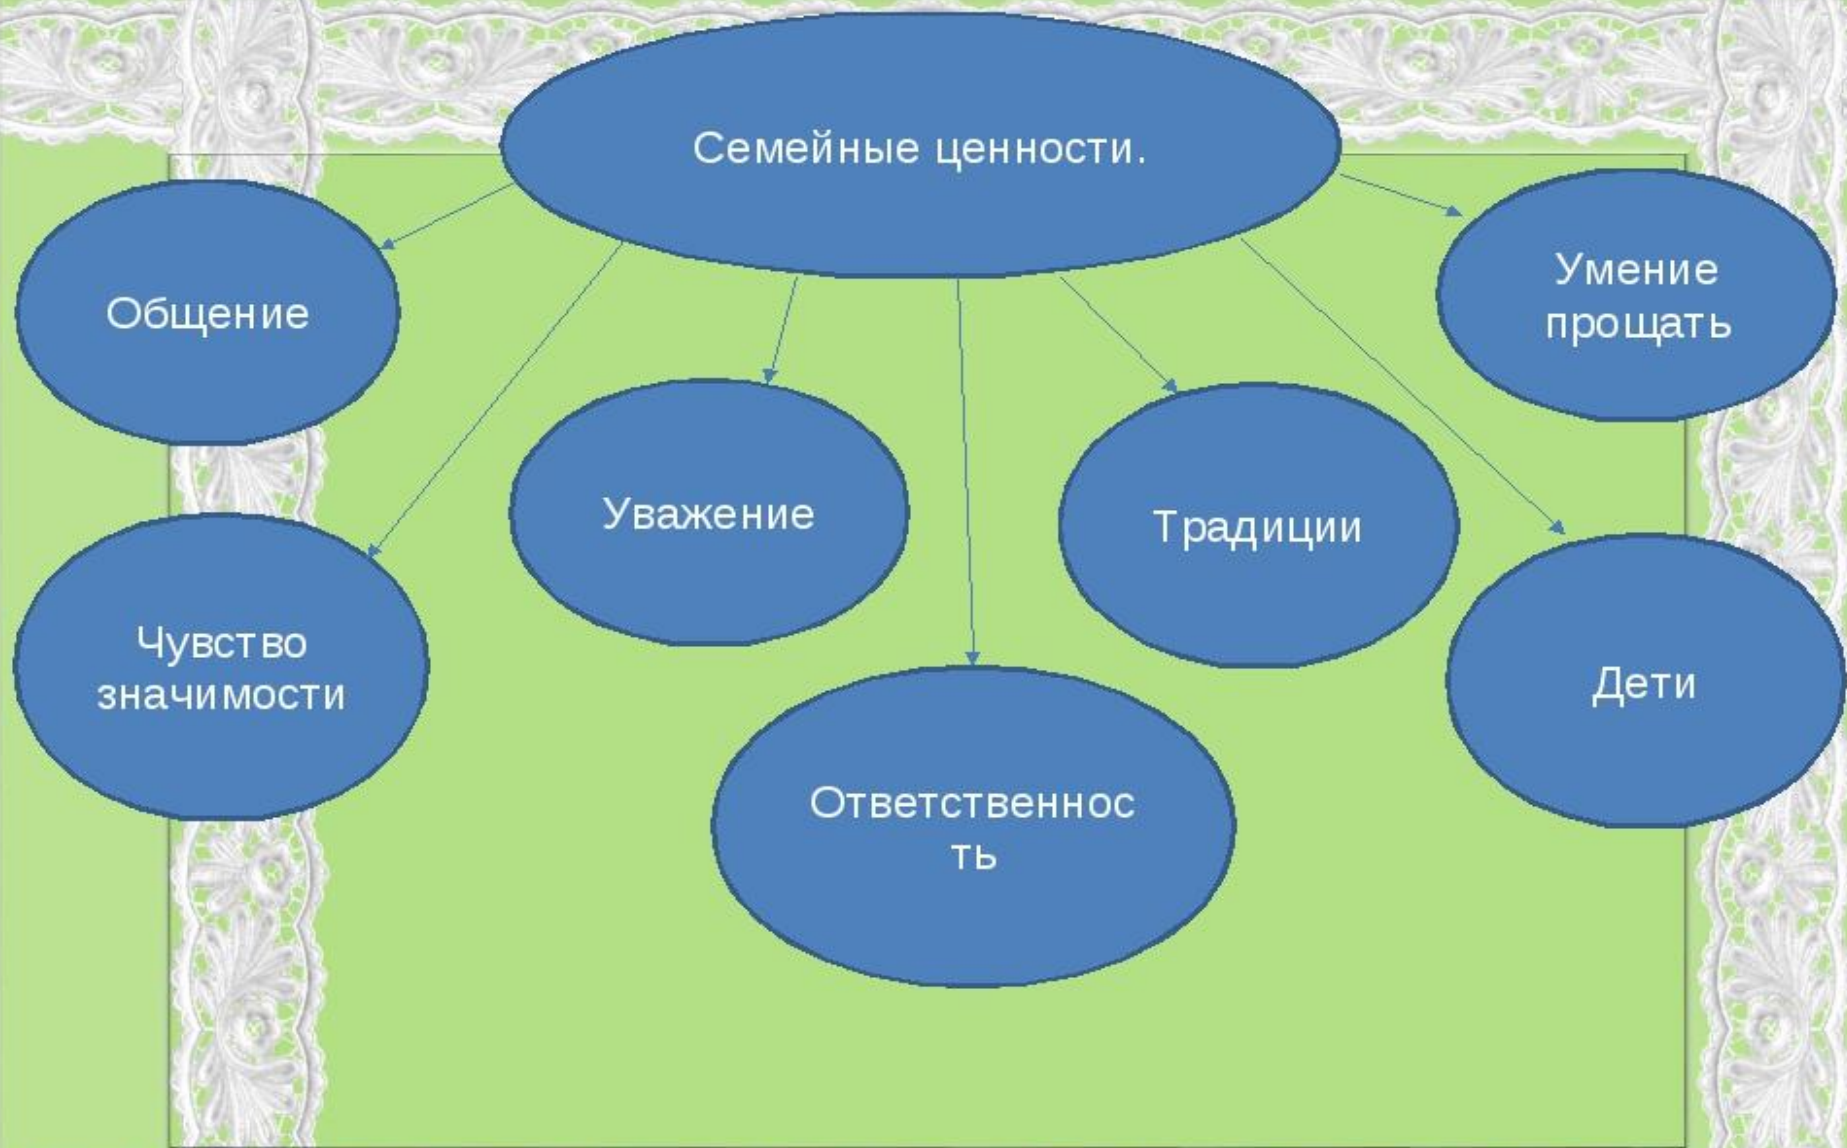 Семейные ценности.
Общение
Умение
прощать
Уважение
Традиции
Чувство
значимости
Дети
Ответственнос
ть